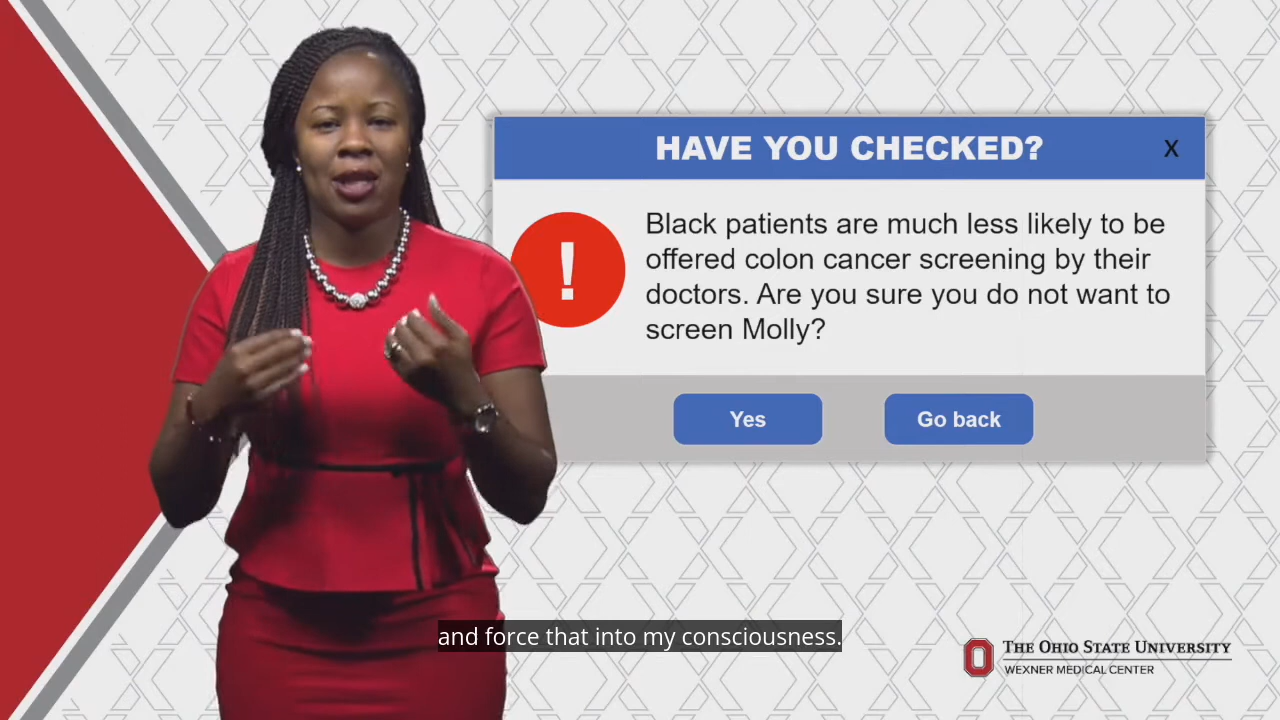 HAVE YOU CHECKED?
X
!
Black patients are much less likely to be
offered colon cancer screening by their
doctors. Are you sure you do not want to
screen Molly?
Yes
Go back
and force that into my consciousness.
THE OHIO STATE UNIVERSITY
WEXNER MEDICAL CENTER